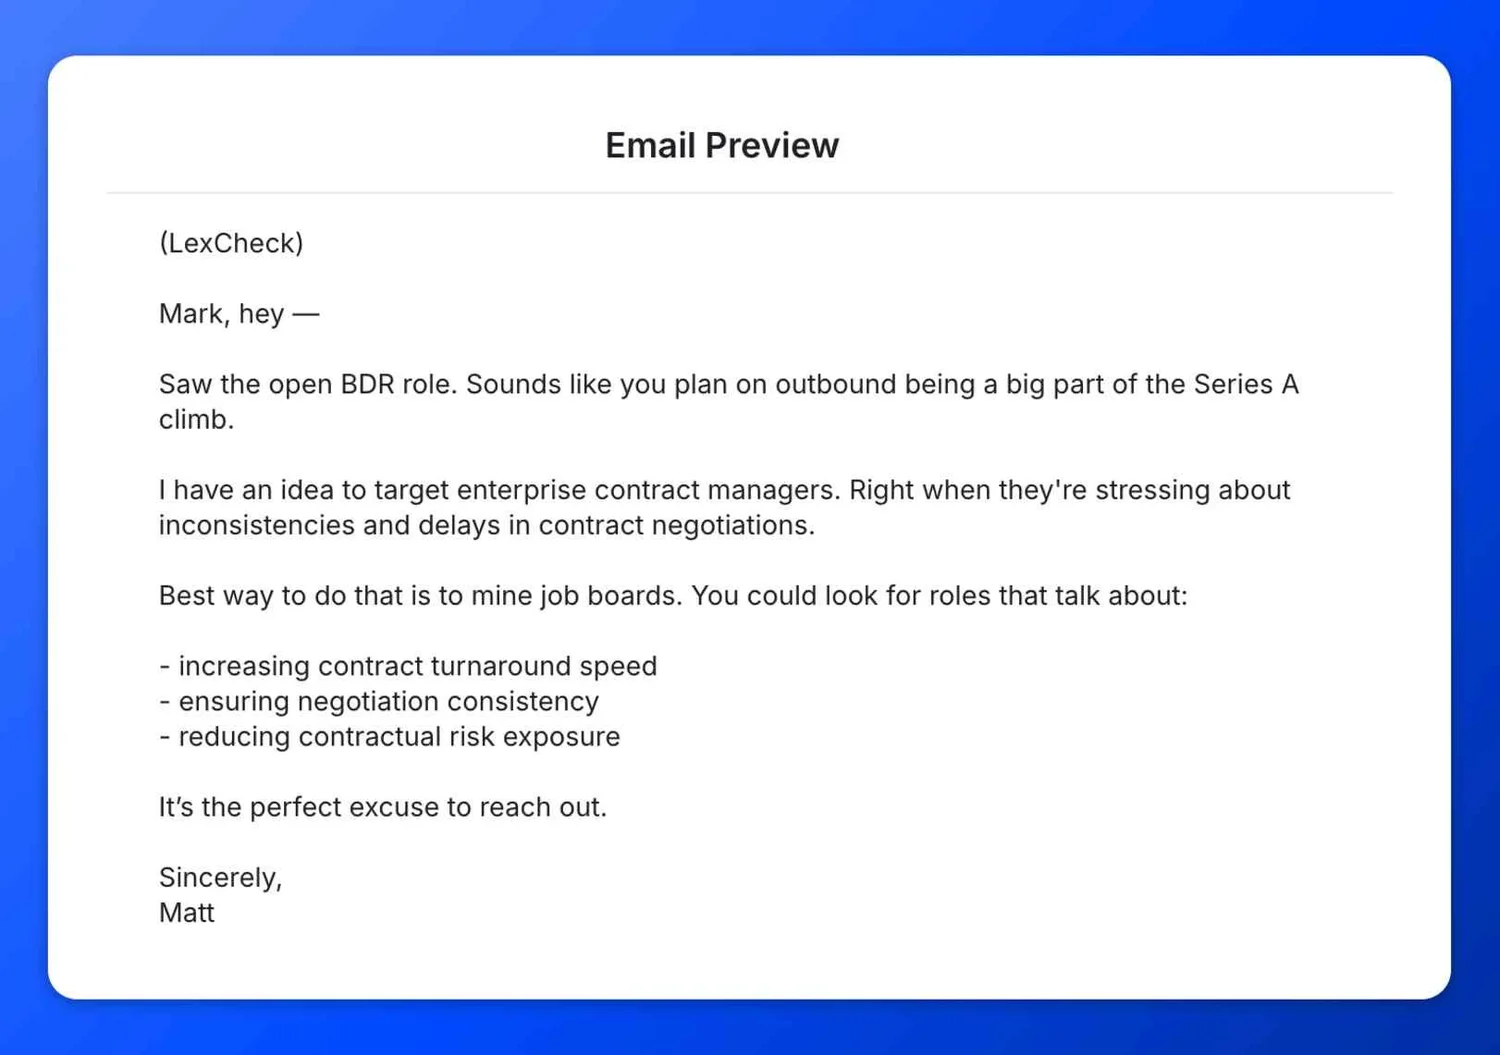 Email Preview
(LexCheck)
Mark, hey —
Saw the open BDR role. Sounds like you plan on outbound being a big part of the Series A
climb.
I have an idea to target enterprise contract managers. Right when they're stressing about
inconsistencies and delays in contract negotiations.
Best way to do that is to mine job boards. You could look for roles that talk about:
- increasing contract turnaround speed
- ensuring negotiation consistency
- reducing contractual risk exposure
It’s the perfect excuse to reach out.
Sincerely,
Matt